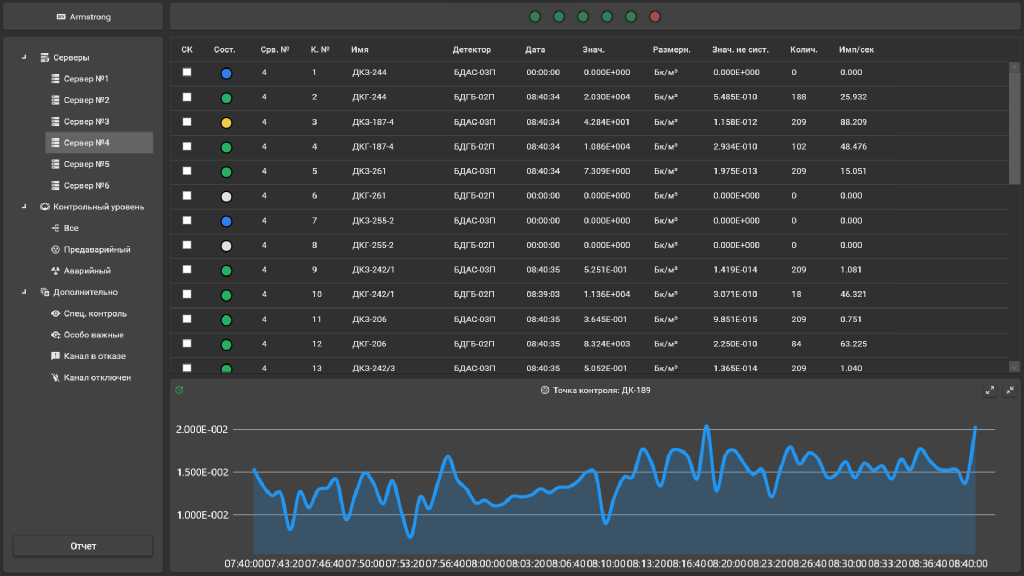 Armstrong
Серверы
Сервер №1
Сервер №2
Сервер №3
Сервер №4
Сервер №5
Сервер №6
Контрольный уровень
Все
Предаварийный
Аварийный
Дополнительно
Спец. контроль
Особо важные
Канал в отказе
Канал отключен
Отчет
СК Сост. Срв. № К. № Имя Детектор Дата Знач. Размерн. Знач. не сист. Колич. Имп/сек
4 1 ДКЗ-244 БДАС-03П 00:00:00 0.000E+000 Бк/м³ 0.000E+000 0 0.000
4 2 ДКГ-244 БДГБ-02П 08:40:34 2.030E+004 Бк/м³ 5.485E-010 188 25.932
4 3 ДКЗ-187-4 БДАС-03П 08:40:34 4.284E+001 Бк/м³ 1.158E-012 209 88.209
4 4 ДКГ-187-4 БДГБ-02П 08:40:34 1.086E+004 Бк/м³ 2.934E-010 102 48.476
4 5 ДКЗ-261 БДАС-03П 08:40:34 7.309E+000 Бк/м³ 1.975E-013 209 15.051
4 6 ДКГ-261 БДГБ-02П 00:00:00 0.000E+000 Бк/м³ 0.000E+000 0 0.000
4 7 ДКЗ-255-2 БДАС-03П 00:00:00 0.000E+000 Бк/м³ 0.000E+000 0 0.000
4 8 ДКГ-255-2 БДГБ-02П 00:00:00 0.000E+000 Бк/м³ 0.000E+000 0 0.000
4 9 ДКЗ-242/1 БДАС-03П 08:40:35 5.251E-001 Бк/м³ 1.419E-014 209 1.081
4 10 ДКГ-242/1 БДГБ-02П 08:39:03 1.136E+004 Бк/м³ 3.071E-010 18 46.321
4 11 ДКЗ-206 БДАС-03П 08:40:35 3.645E-001 Бк/м³ 9.851E-015 209 0.751
4 12 ДКГ-206 БДГБ-02П 08:40:35 8.324E+003 Бк/м³ 2.250E-010 84 63.225
4 13 ДКЗ-242/3 БДАС-03П 08:40:35 5.052E-001 Бк/м³ 1.365E-014 209 1.040
Точка контроля: ДК-189
2.000E-002
1.500E-002
1.000E-002
07:40:00 07:43:20 07:46:40 07:50:00 07:53:20 07:56:40 08:00:00 08:03:20 08:06:40 08:10:00 08:13:20 08:16:40 08:20:00 08:23:20 08:26:40 08:30:00 08:33:20 08:36:40 08:40:00